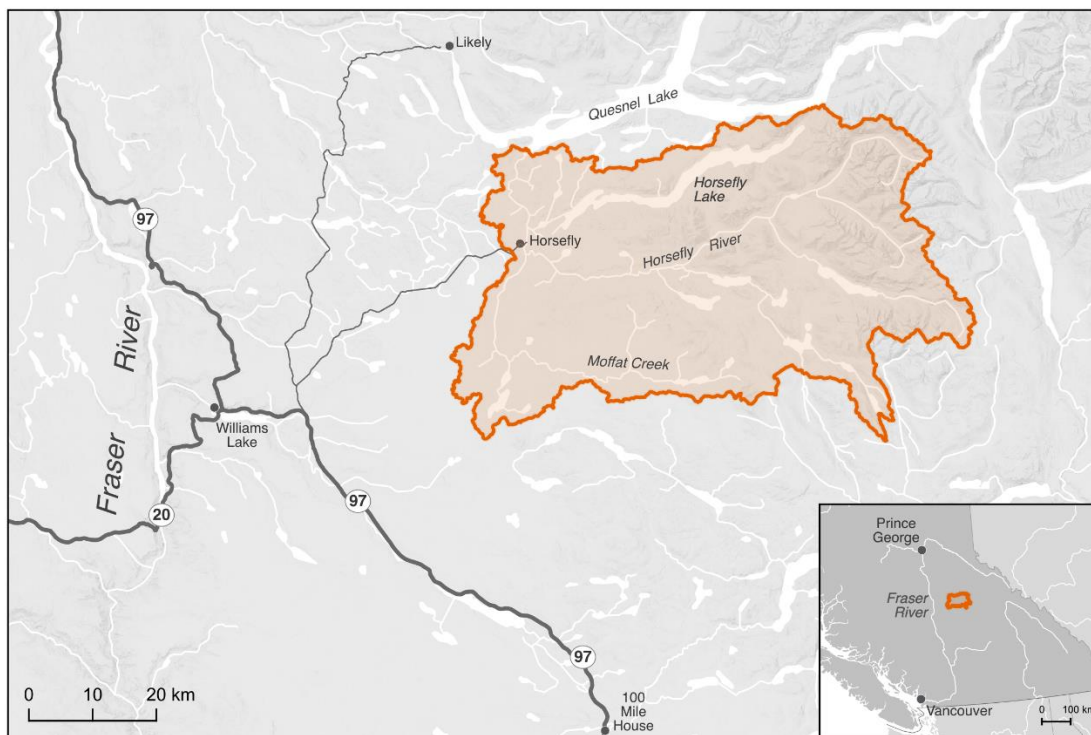 Likely
Quesnel Lake
Horsefly
Lake
97
Horsefly
Horsefly River
Fraser River
Moffat Creek
Williams
Lake
20
97
97
100
Mile
House
0 10 20 km
Prince
George
Fraser
River
Vancouver
0 100 km